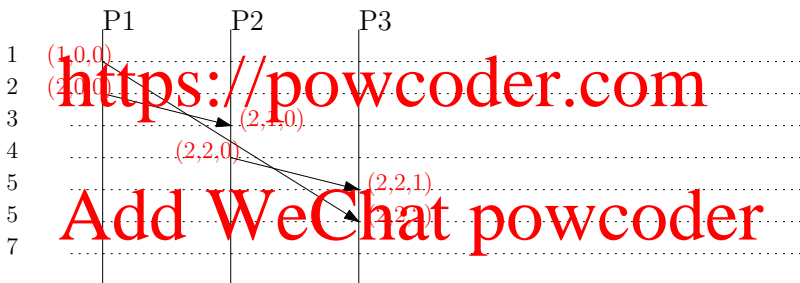 P1 P2 P3
1 (1,0,0)
https://powcoder.com
2 (2,0,0)
3 (2,1,0)
4 (2,2,0)
5 (2,2,1)
Add WeChat powcoder
5
7